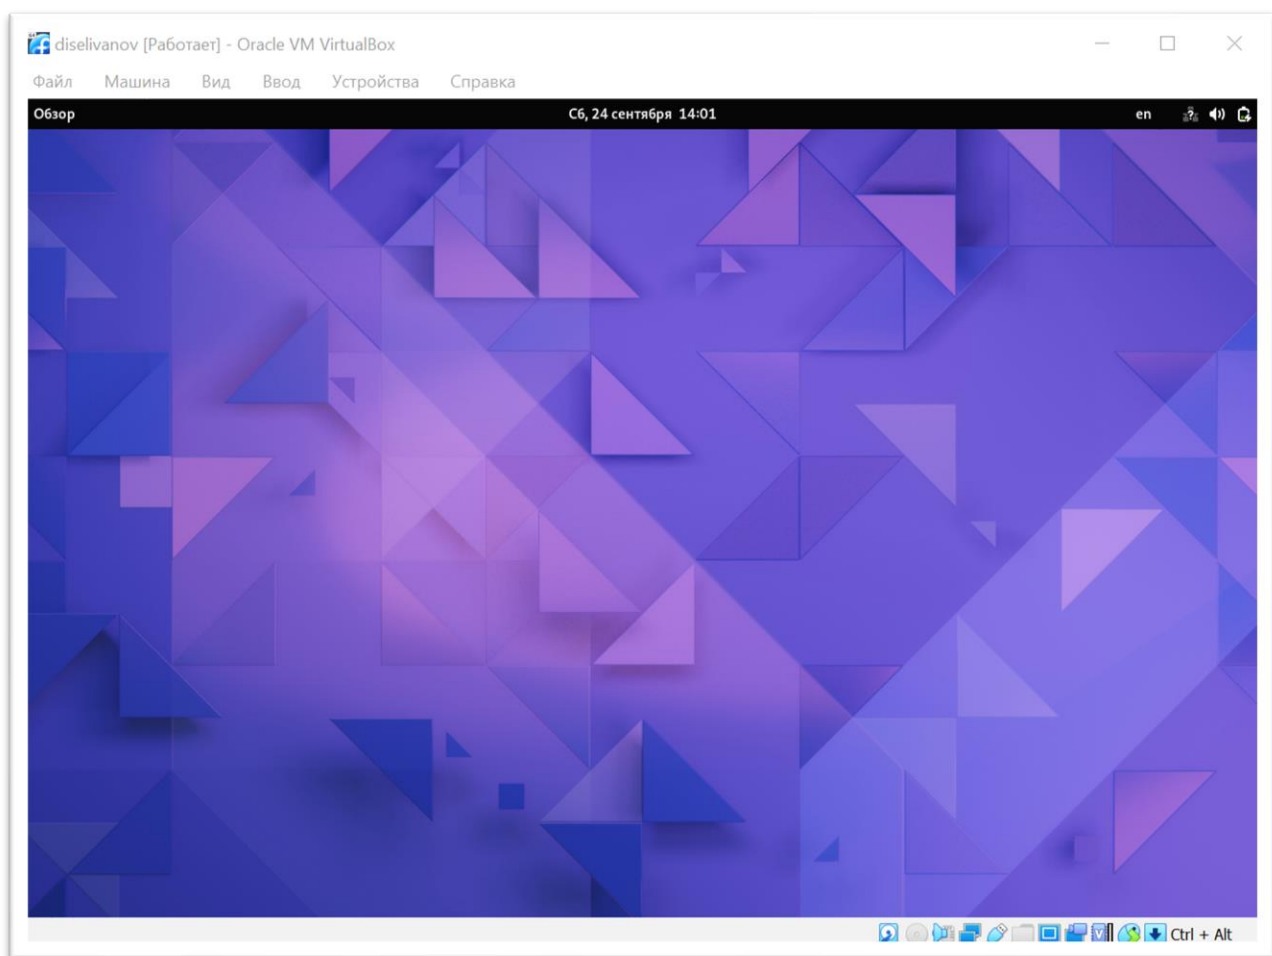 diselivanov [Работает] - Oracle VM VirtualBox
Файл Машина Вид Ввод Устройства Справка
Обзор Сб, 24 сентября 14:01 en
Ctrl + Alt